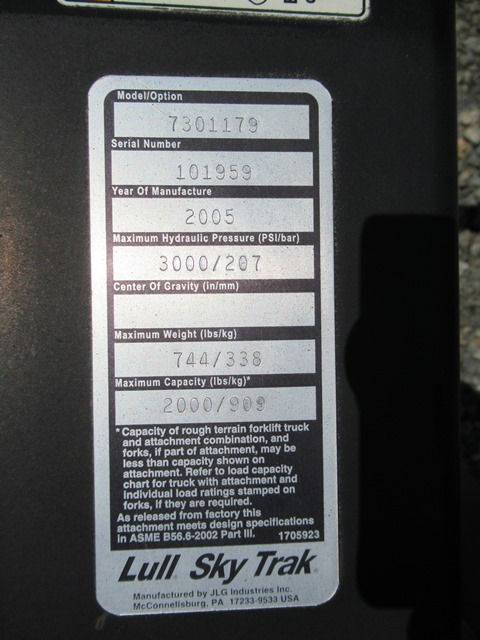 Model/Option
7301179
Serial Number
101959
Year Of Manufacture
2005
Maximum Hydraulic Pressure (PSI/bar)
3000/207
Center Of Gravity (in/mm)
Maximum Weight (lbs/kg)
744/338
Maximum Capacity (lbs/kg)*
2000/909
* Capacity of rough terrain forklift truck
and attachment combination, and
forks, if part of attachment, may be
less than capacity shown on
attachment. Refer to load capacity
chart for truck with attachment and
individual load ratings stamped on
forks, if they are required.
As released from factory this
attachment meets design specifications
in ASME B56.6-2002 Part III. 1705923
Lull® Sky Trak®
Manufactured by JLG Industries Inc.
McConnellsburg, PA 17233-9533 USA